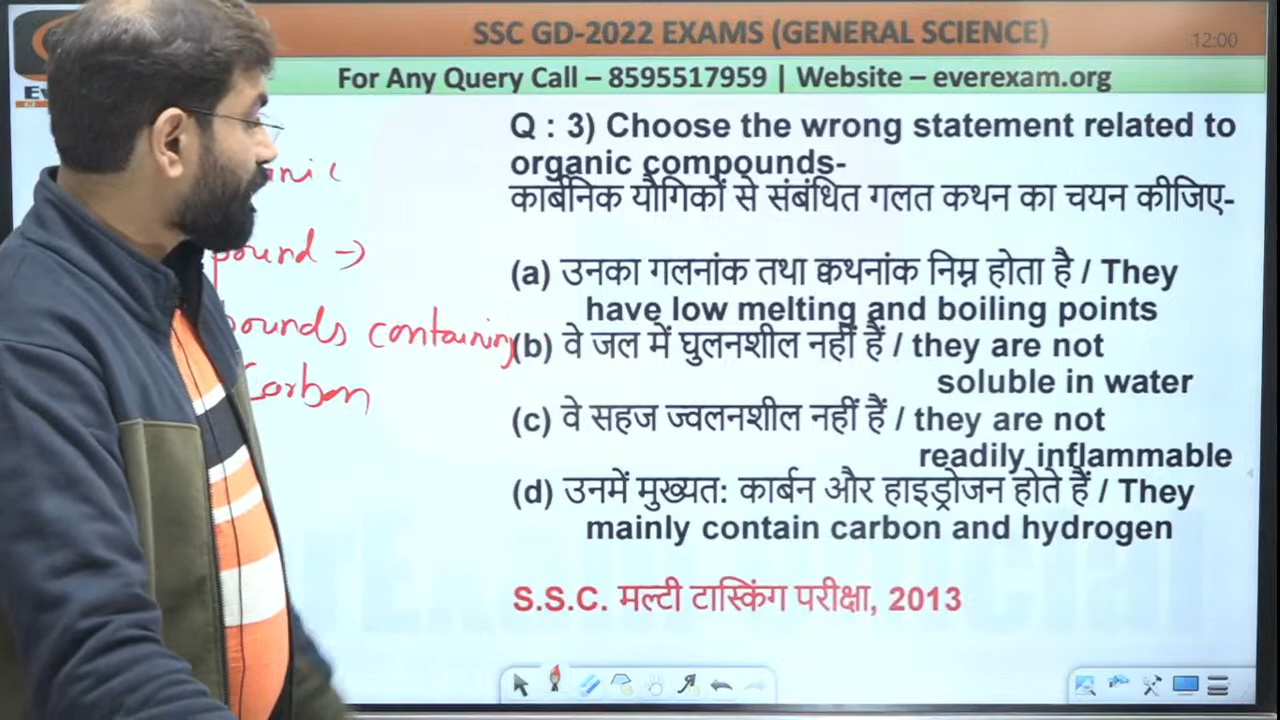 SSC GD-2022 EXAMS (GENERAL SCIENCE)
12:00
For Any Query Call – 8595517959 | Website – everexam.org
Q : 3) Choose the wrong statement related to
organic compounds-
कार्बनिक यौगिकों से संबंधित गलत कथन का चयन कीजिए-
(a) उनका गलनांक तथा क्वथनांक निम्न होता है / They
have low melting and boiling points
(b) वे जल में घुलनशील नहीं हैं / they are not
soluble in water
(c) वे सहज ज्वलनशील नहीं हैं / they are not
readily inflammable
(d) उनमें मुख्यत: कार्बन और हाइड्रोजन होते हैं / They
mainly contain carbon and hydrogen
S.S.C. मल्टी टास्किंग परीक्षा, 2013
pound →
pounds containing
Carbon